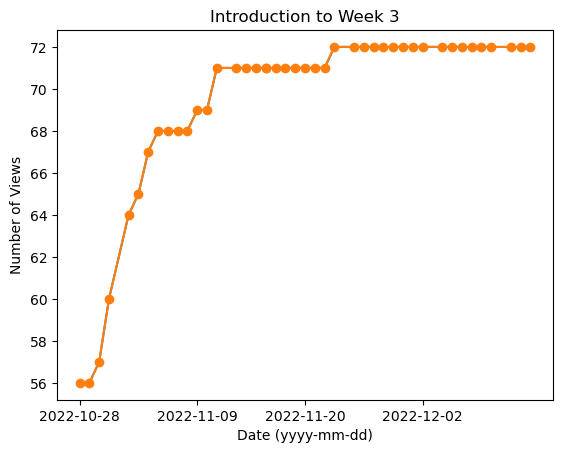 Introduction to Week 3
72
70
68
66
64
62
60
58
56
Number of Views
2022-10-28 2022-11-09 2022-11-20 2022-12-02
Date (yyyy-mm-dd)